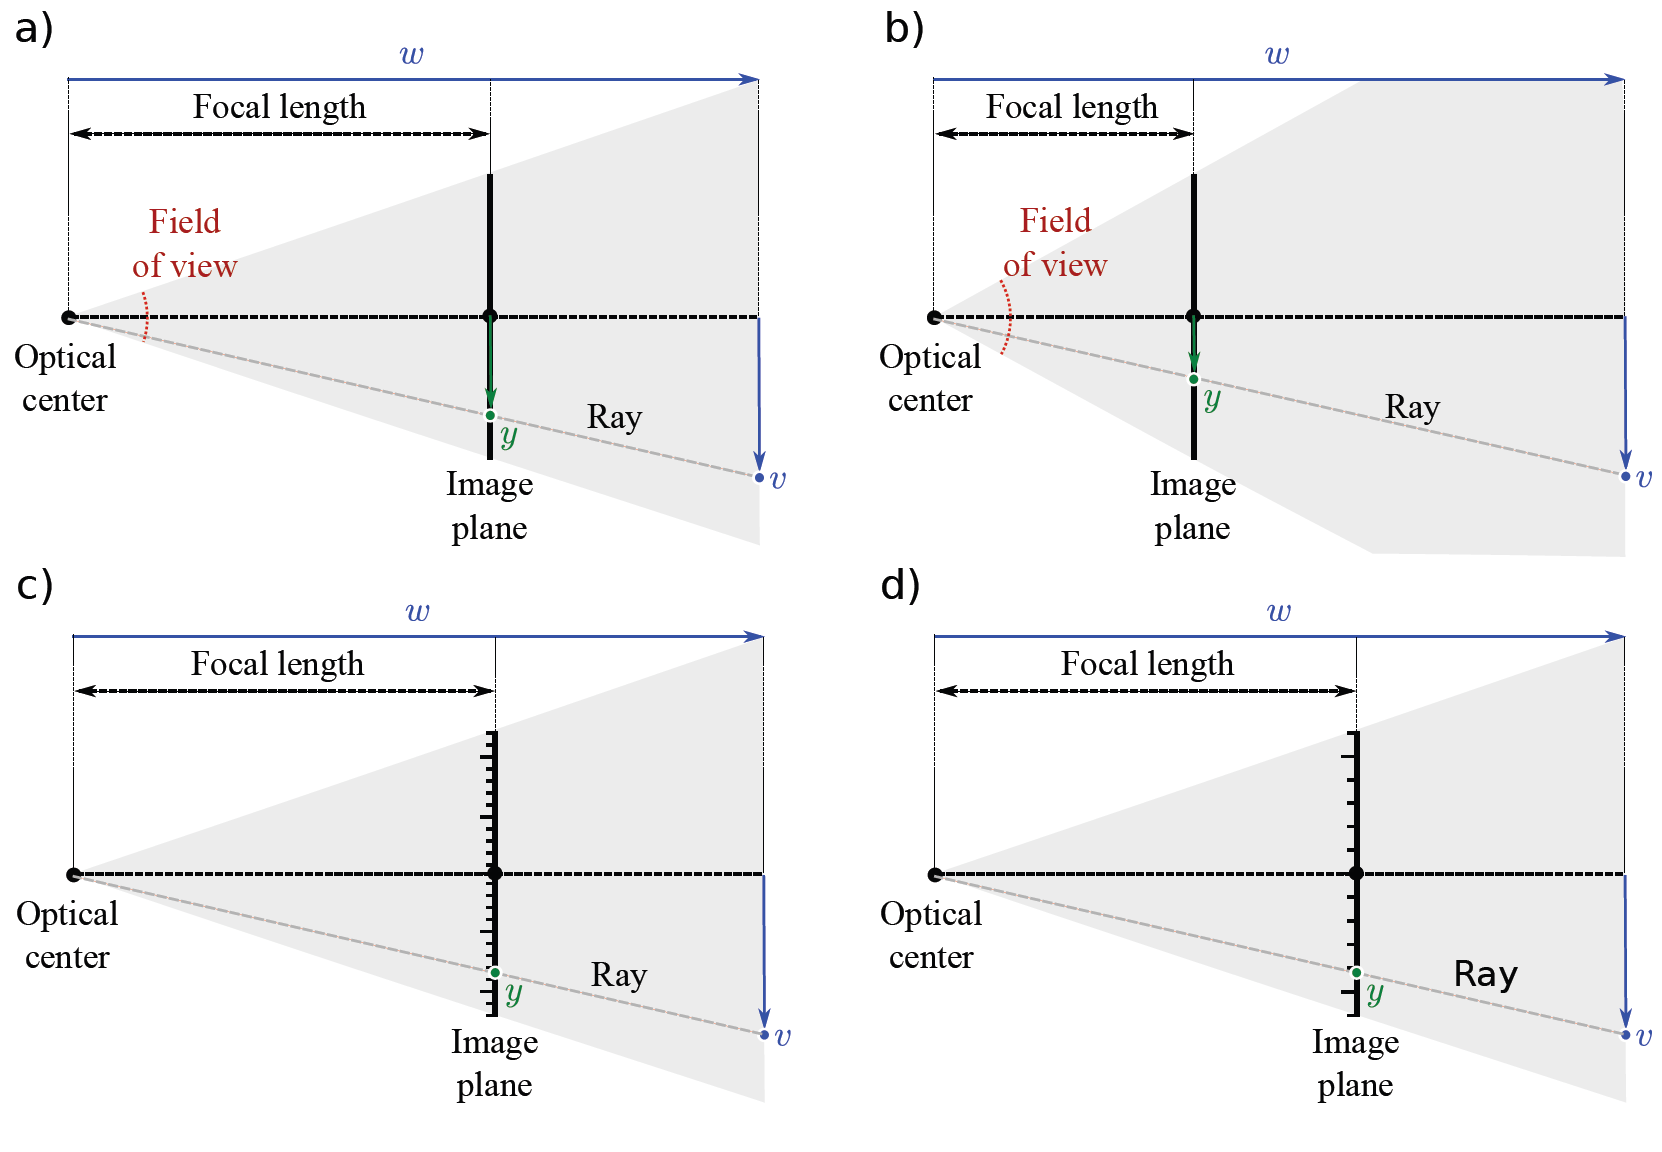 a)
w
Focal length
Field
of view
Optical
center
Ray
y
v
Image
plane
b)
w
Focal length
Field
of view
Optical
center
Ray
y
v
Image
plane
c)
w
Focal length
Optical
center
Ray
y
v
Image
plane
d)
w
Focal length
Optical
center
Ray
y
v
Image
plane